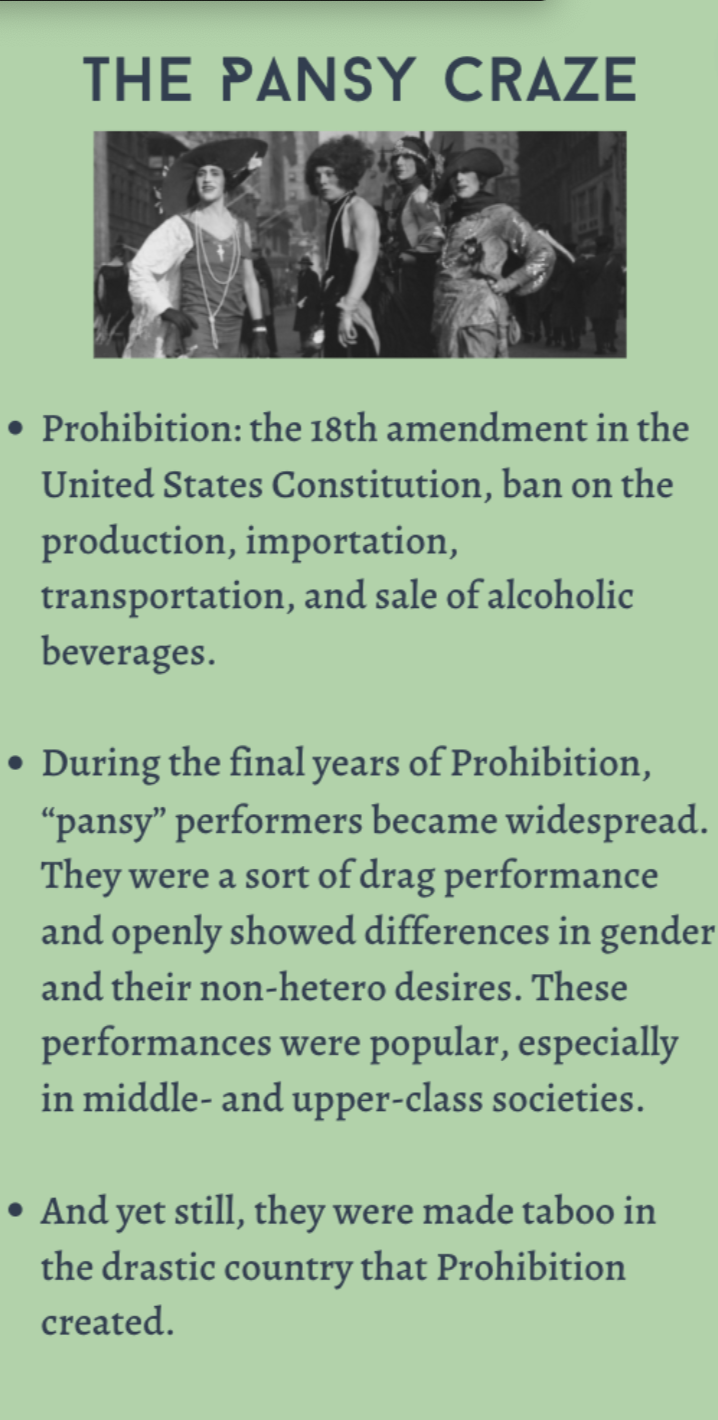 THE PANSY CRAZE
• Prohibition: the 18th amendment in the
United States Constitution, ban on the
production, importation,
transportation, and sale of alcoholic
beverages.
• During the final years of Prohibition,
“pansy” performers became widespread.
They were a sort of drag performance
and openly showed differences in gender
and their non-hetero desires. These
performances were popular, especially
in middle- and upper-class societies.
• And yet still, they were made taboo in
the drastic country that Prohibition
created.